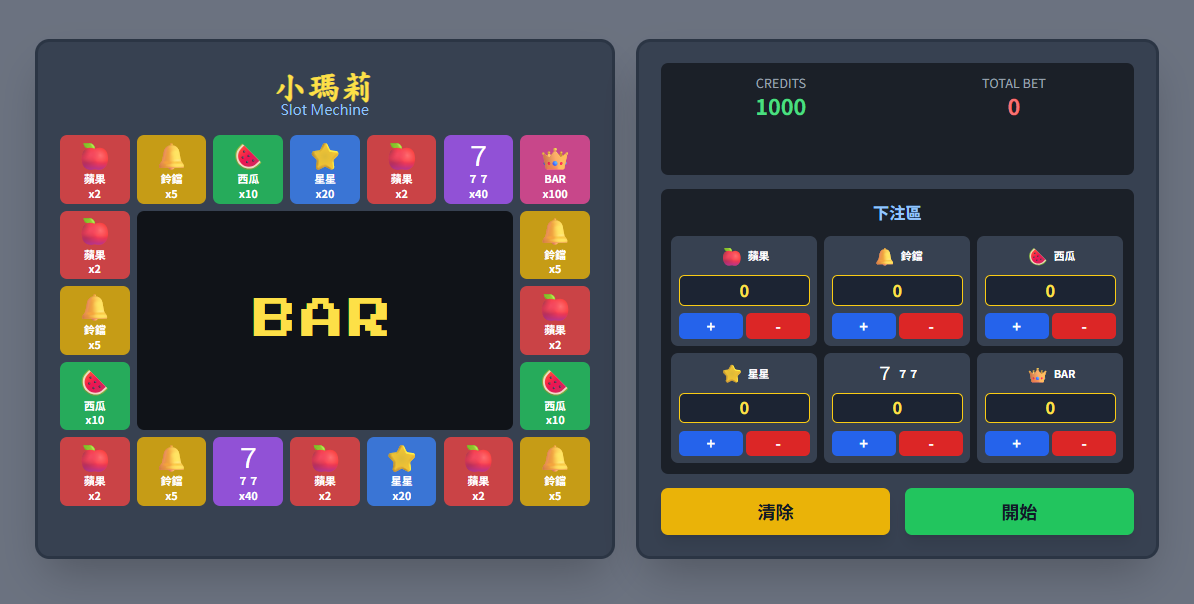 小瑪莉
Slot Mechine
蘋果
x2
鈴鐺
x5
西瓜
x10
星星
x20
蘋果
x2
7
7 7
x40
BAR
x100
蘋果
x2
鈴鐺
x5
鈴鐺
x5
BAR
蘋果
x2
西瓜
x10
西瓜
x10
蘋果
x2
鈴鐺
x5
7
7 7
x40
蘋果
x2
星星
x20
蘋果
x2
鈴鐺
x5
CREDITS
1000
TOTAL BET
0
下注區
蘋果
0
+ -
鈴鐺
0
+ -
西瓜
0
+ -
星星
0
+ -
7 7 7
0
+ -
BAR
0
+ -
清除
開始